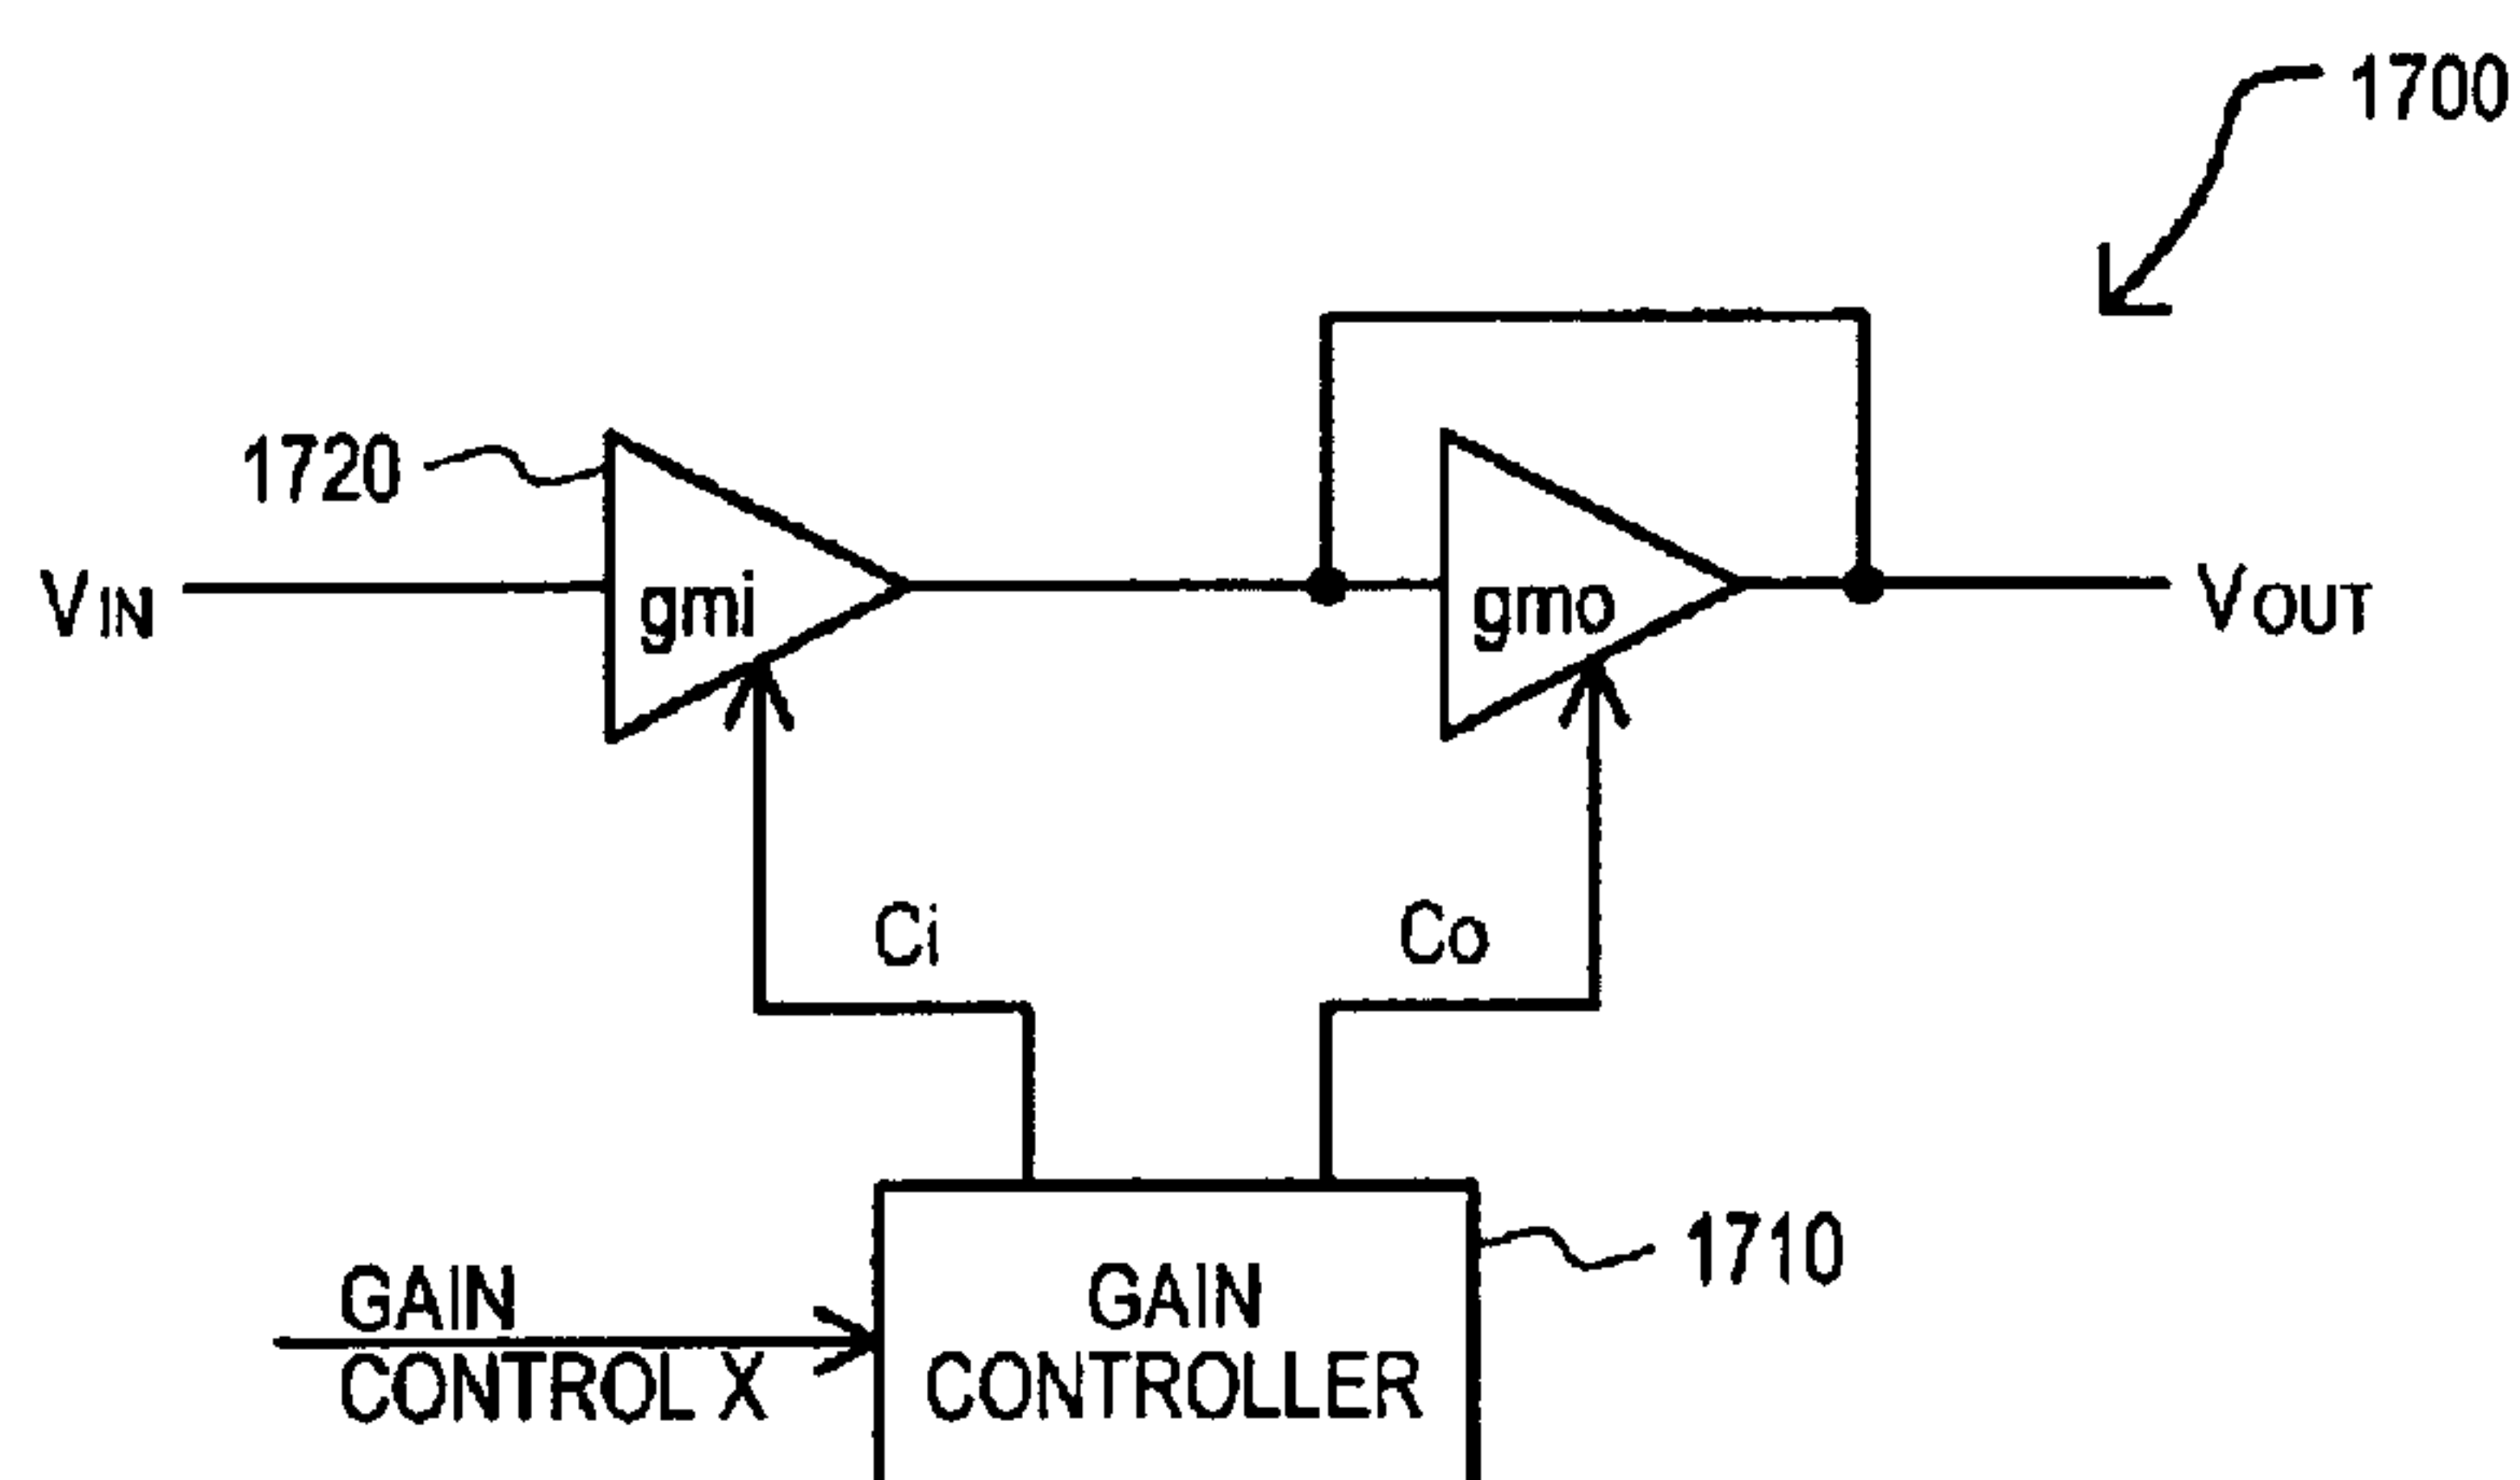 1700
1720
VIN
gmi
gmo
VOUT
Ci
Co
1710
GAIN
CONTROL X
GAIN
CONTROLLER